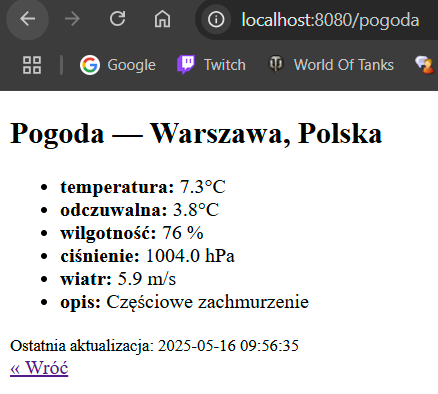 localhost:8080/pogoda
Google Twitch World Of Tanks
Pogoda — Warszawa, Polska
• temperatura: 7.3°C
• odczuwalna: 3.8°C
• wilgotność: 76 %
• ciśnienie: 1004.0 hPa
• wiatr: 5.9 m/s
• opis: Częściowe zachmurzenie
Ostatnia aktualizacja: 2025-05-16 09:56:35
« Wróć